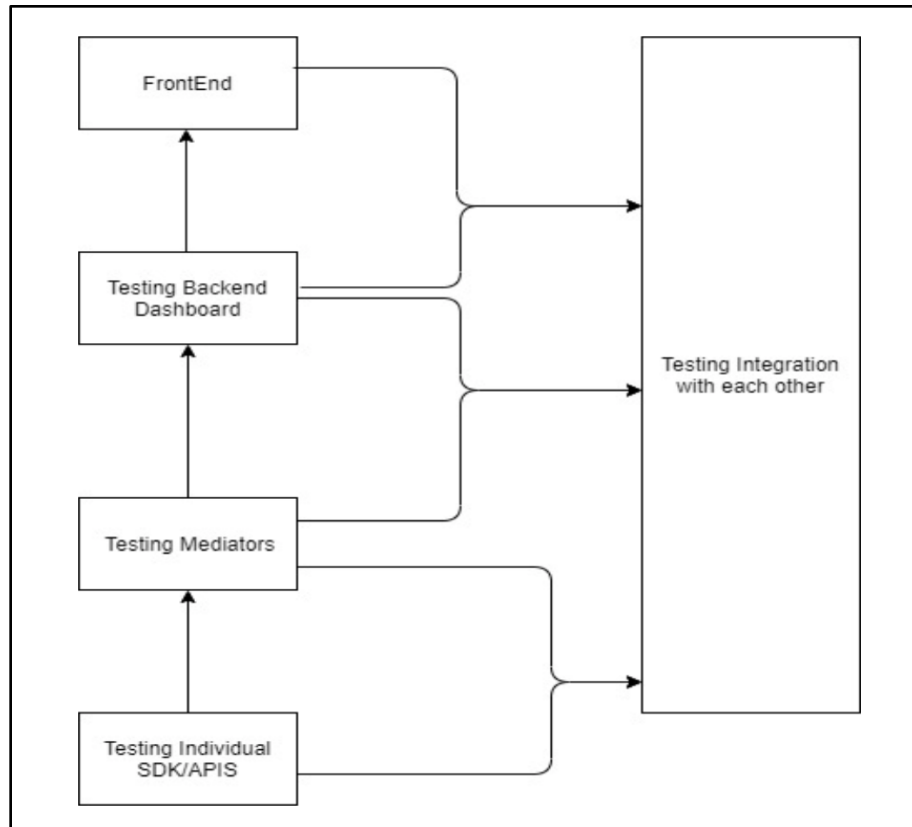 FrontEnd
Testing Backend
Dashboard
Testing Integration
with each other
Testing Mediators
Testing Individual
SDK/APIS